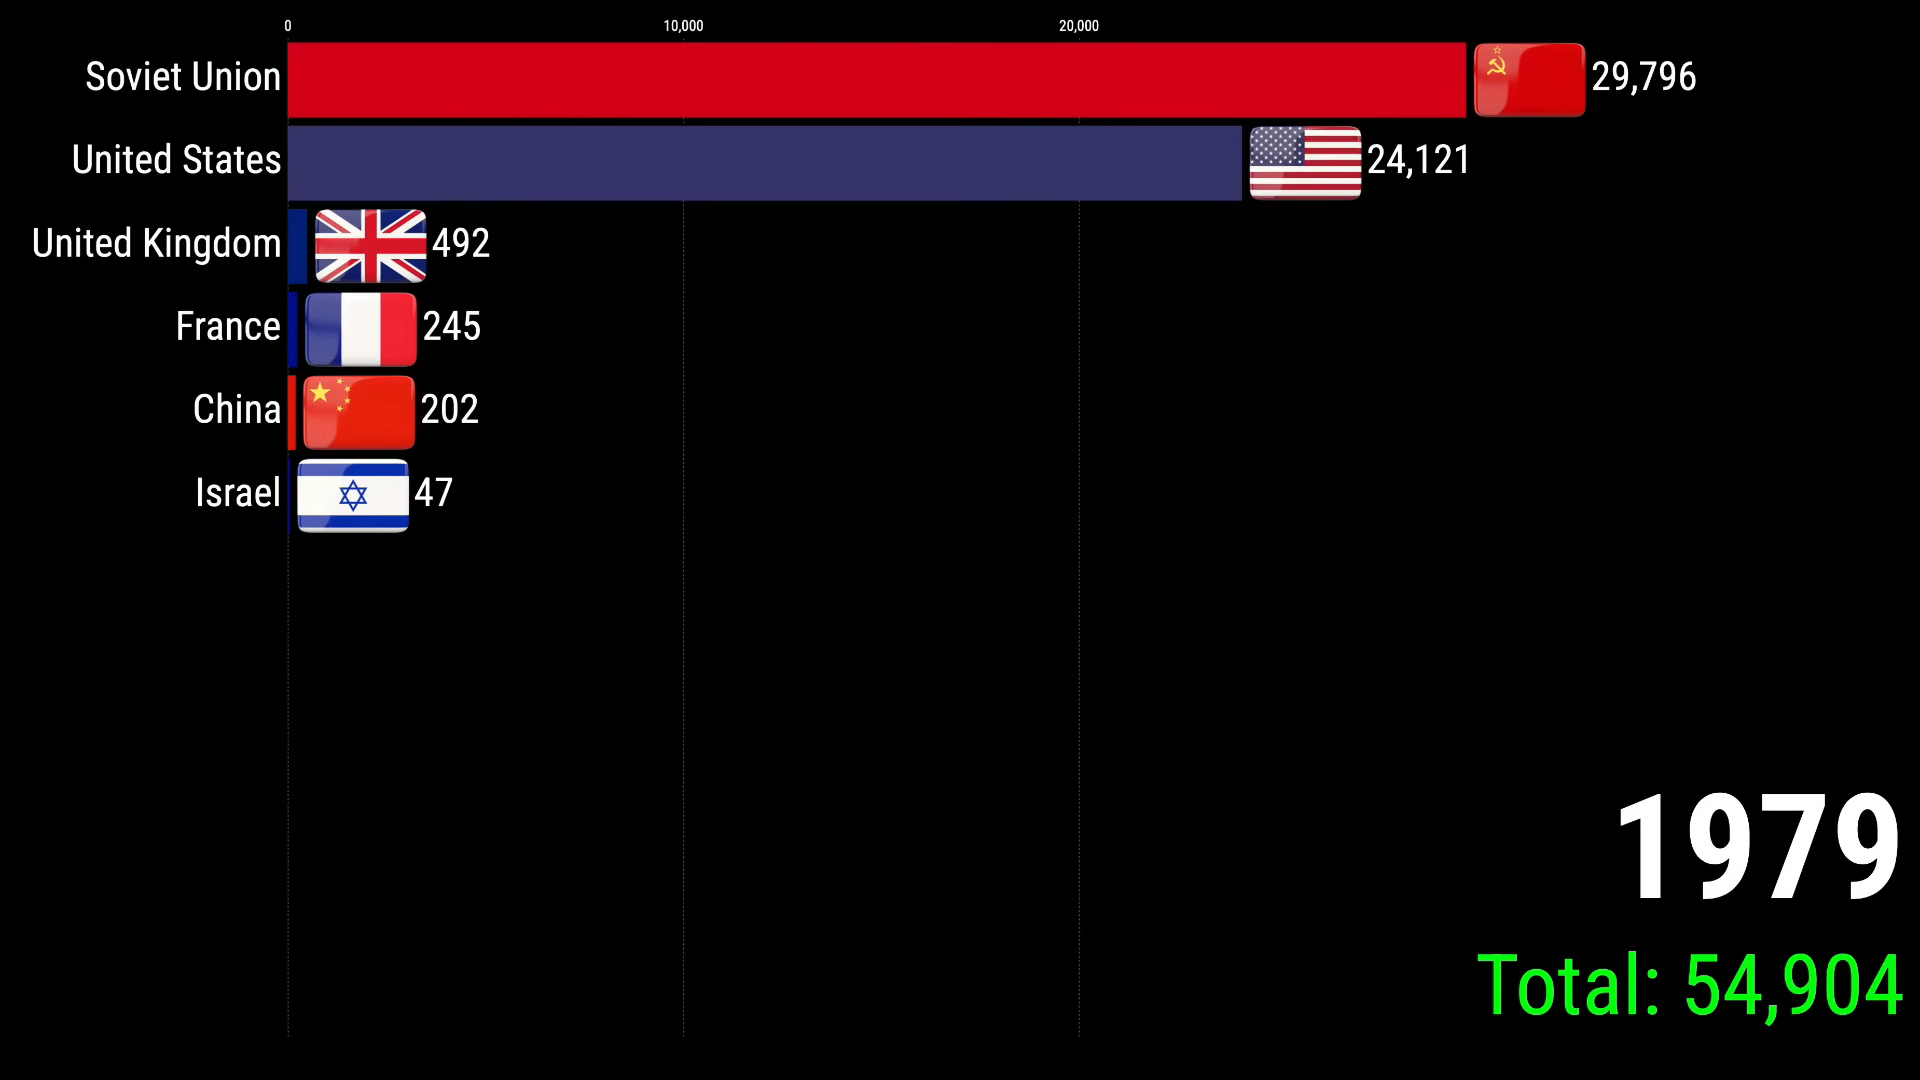 0 10,000 20,000
Soviet Union 29,796
United States 24,121
United Kingdom 492
France 245
China 202
Israel 47
1979
Total: 54,904